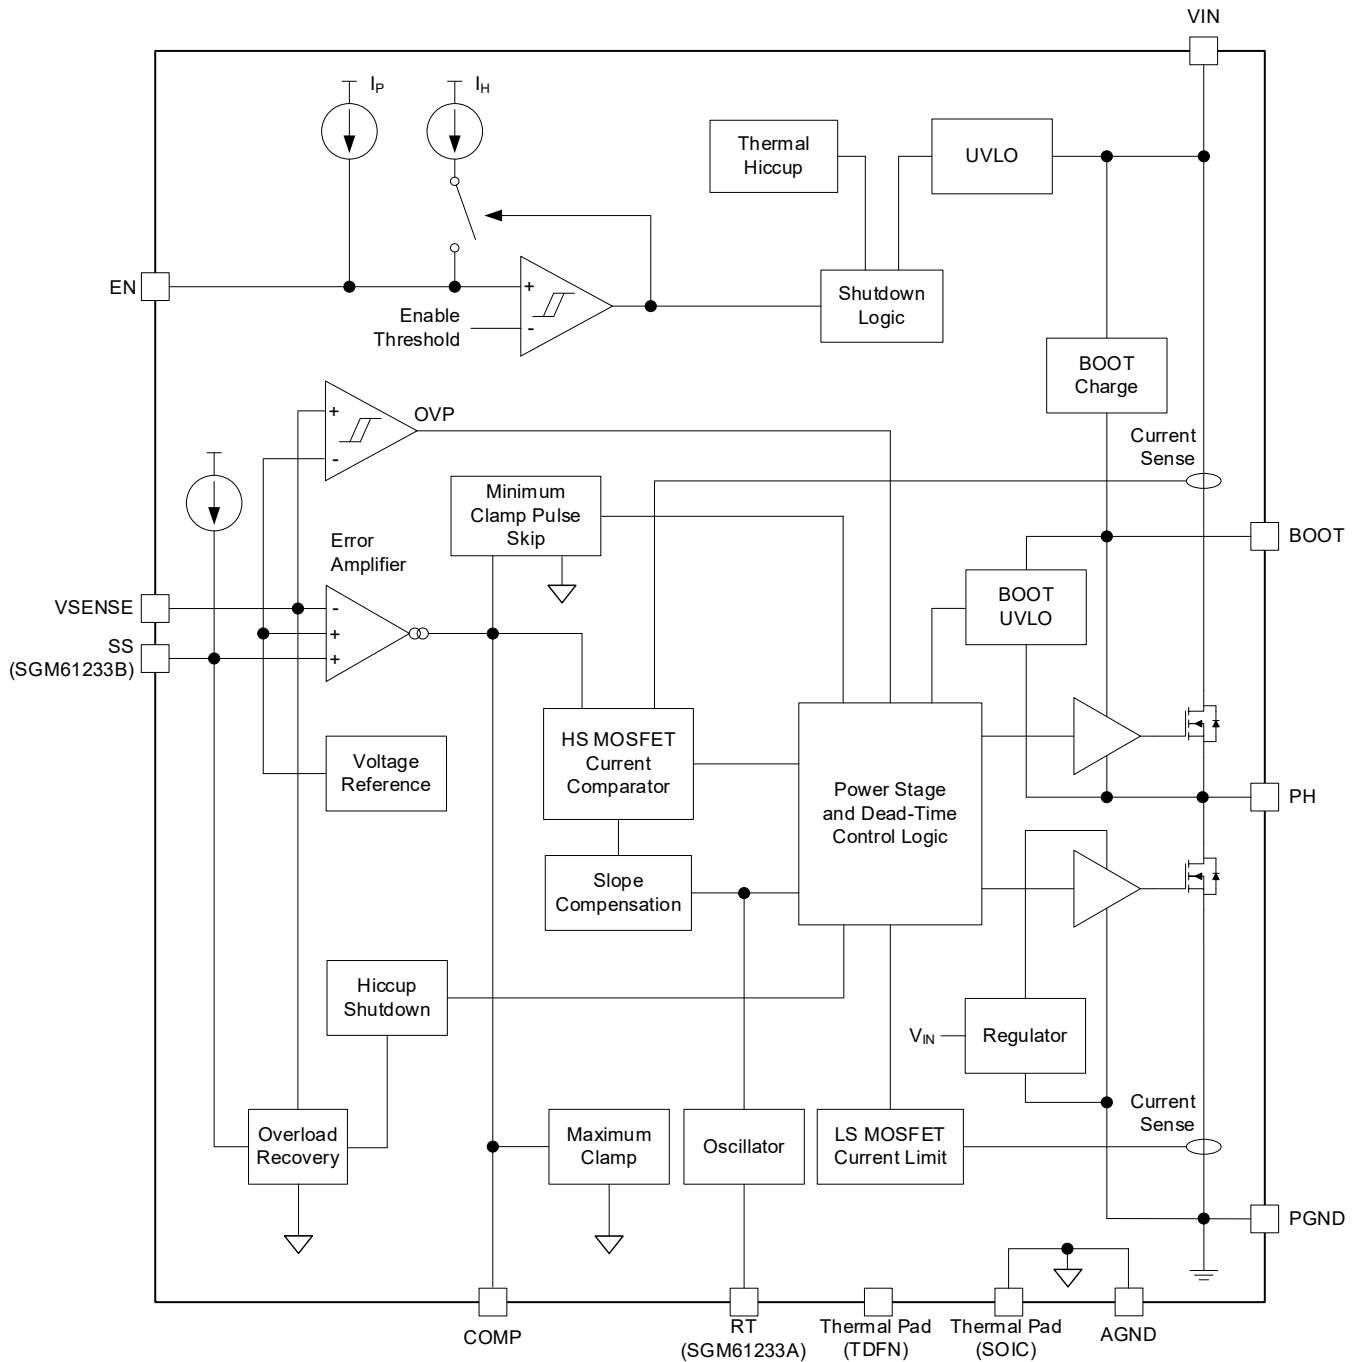 VIN
IP
IH
Thermal
Hiccup
UVLO
EN
+
-
Enable
Threshold
Shutdown
Logic
BOOT
Charge
+
-
OVP
Current
Sense
Minimum
Clamp Pulse
Skip
BOOT
Error
Amplifier
BOOT
UVLO
VSENSE
SS
(SGM61233B)
-
+
+
HS MOSFET
Current
Comparator
Voltage
Reference
Power Stage
and Dead-Time
Control Logic
PH
Slope
Compensation
Hiccup
Shutdown
VIN
Regulator
Current
Sense
Overload
Recovery
Maximum
Clamp
Oscillator
LS MOSFET
Current Limit
PGND
COMP
RT
(SGM61233A)
Thermal Pad
(TDFN)
Thermal Pad
(SOIC)
AGND